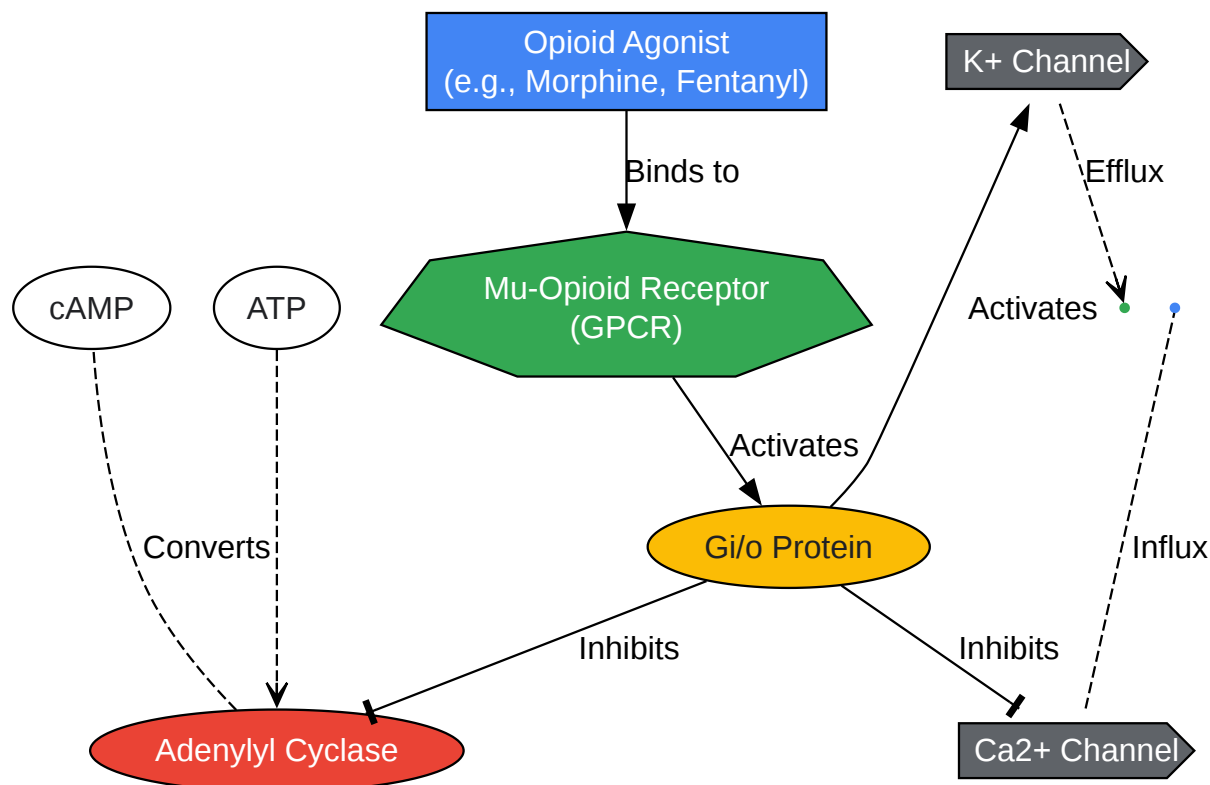 Opioid Agonist
(e.g., Morphine, Fentanyl)
K+ Channel
Binds to
Efflux
cAMP
ATP
Mu-Opioid Receptor
(GPCR)
Activates
Activates
Converts
Gi/o Protein
Influx
Inhibits
Inhibits
Adenylyl Cyclase
Ca2+ Channel